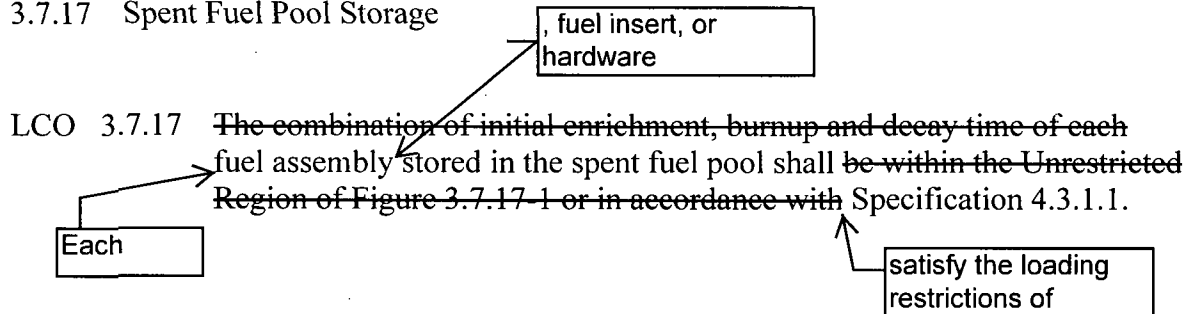 3.7.17 Spent Fuel Pool Storage
, fuel insert, or
hardware
LCO 3.7.17 The combination of initial enrichment, burnup and decay time of each
fuel assembly stored in the spent fuel pool shall be within the Unrestricted
Region of Figure 3.7.17-1 or in accordance with Specification 4.3.1.1.
Each
satisfy the loading
restrictions of